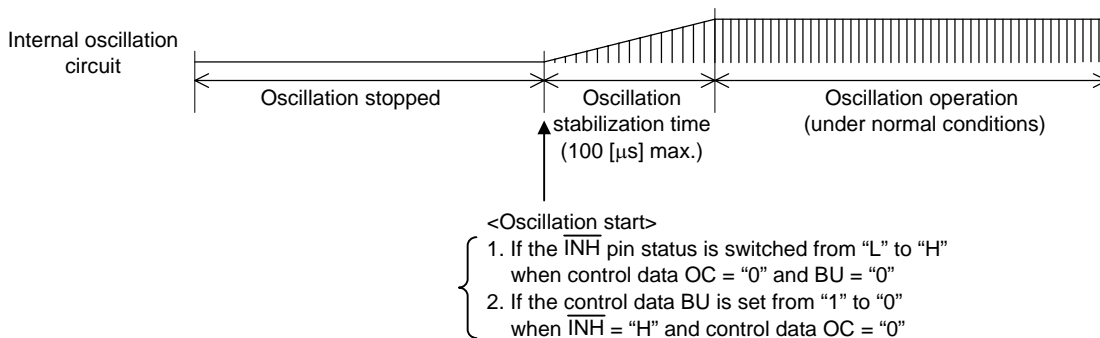 Internal oscillation
circuit
Oscillation stopped
Oscillation
stabilization time
(100 [μs] max.)
Oscillation operation
(under normal conditions)
<Oscillation start>
1. If the I̅N̅H̅ pin status is switched from “L” to “H”
when control data OC = “0” and BU = “0”
2. If the control data BU is set from “1” to “0”
when I̅N̅H̅ = “H” and control data OC = “0”